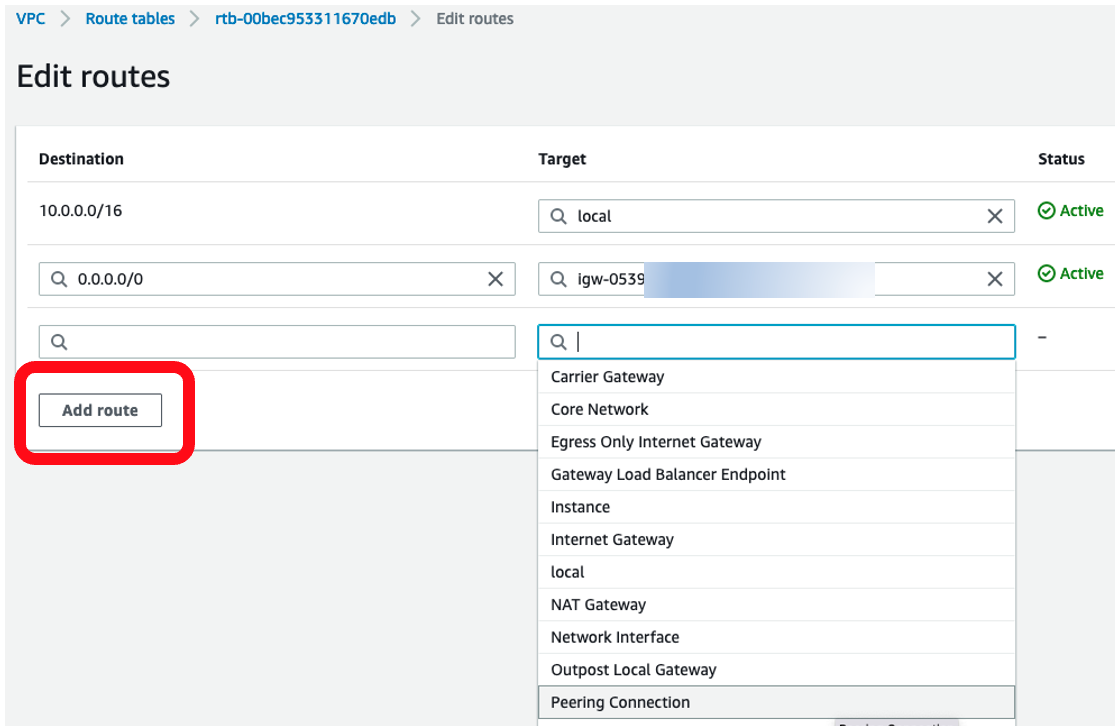 VPC > Route tables > rtb-00bec953311670edb > Edit routes
Edit routes
Destination Target Status
10.0.0.0/16 local Active
0.0.0.0/0 igw-0539 Active
–
Add route
Carrier Gateway
Core Network
Egress Only Internet Gateway
Gateway Load Balancer Endpoint
Instance
Internet Gateway
local
NAT Gateway
Network Interface
Outpost Local Gateway
Peering Connection